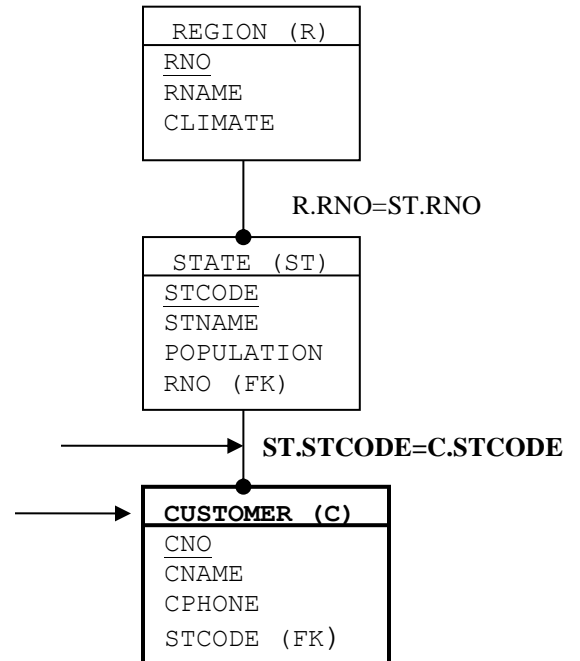 REGION (R)
RNO
RNAME
CLIMATE
R.RNO=ST.RNO
STATE (ST)
STCODE
STNAME
POPULATION
RNO (FK)
ST.STCODE=C.STCODE
CUSTOMER (C)
CNO
CNAME
CPHONE
STCODE (FK)